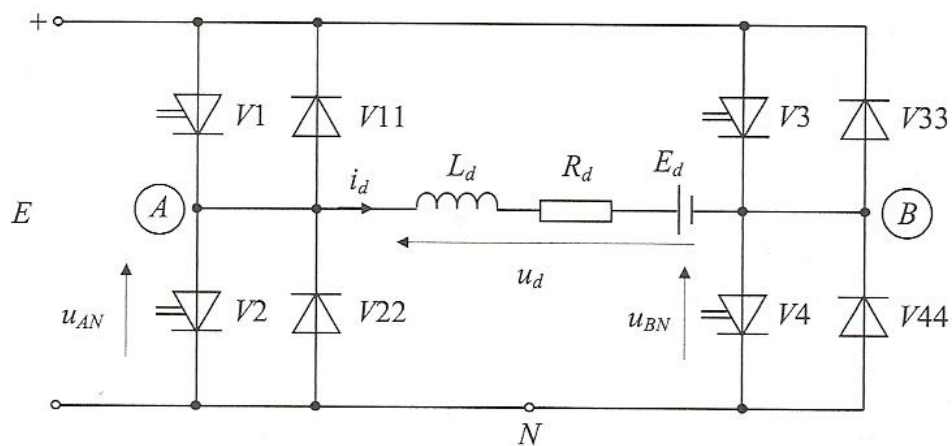 +
V1 V11 V3 V33
i_d L_d R_d E_d
E A B
u_d
u_AN V2 V22 u_BN V4 V44
N